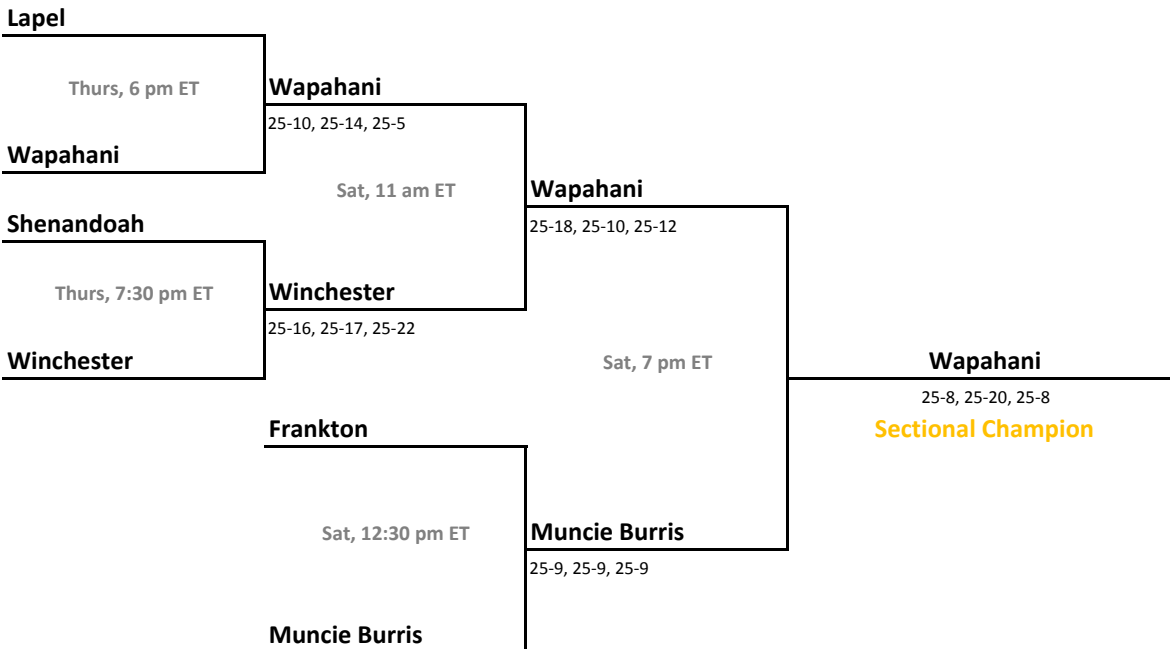 Lapel
Thurs, 6 pm ET
Wapahani
25-10, 25-14, 25-5
Wapahani
Sat, 11 am ET
Wapahani
25-18, 25-10, 25-12
Shenandoah
Thurs, 7:30 pm ET
Winchester
25-16, 25-17, 25-22
Winchester
Sat, 7 pm ET
Wapahani
25-8, 25-20, 25-8
Sectional Champion
Frankton
Sat, 12:30 pm ET
Muncie Burris
25-9, 25-9, 25-9
Muncie Burris